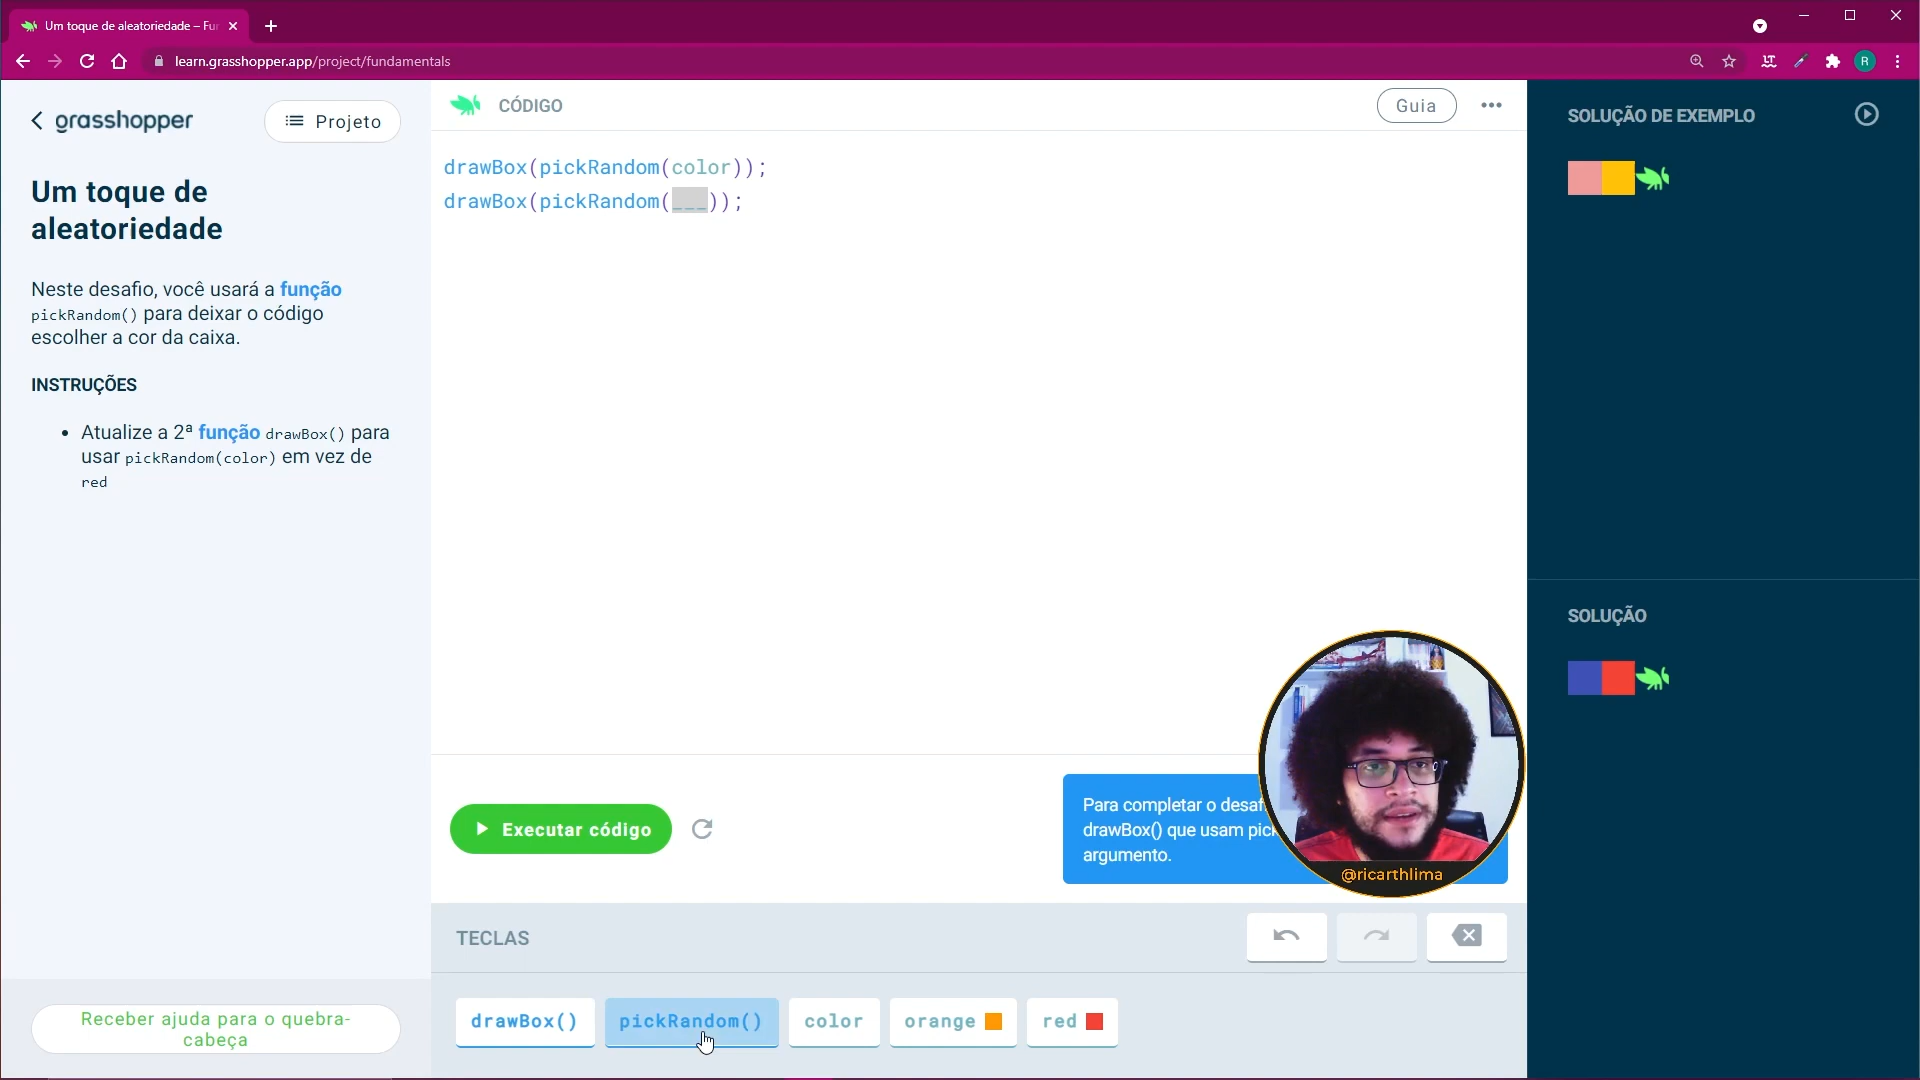 Um toque de aleatoriedade – Fu
learn.grasshopper.app/project/fundamentals
R
grasshopper
Projeto
CÓDIGO
Guia
SOLUÇÃO DE EXEMPLO
Um toque de
aleatoriedade
Neste desafio, você usará a função
pickRandom() para deixar o código
escolher a cor da caixa.
INSTRUÇÕES
• Atualize a 2ª função drawBox() para
usar pickRandom(color) em vez de
red
drawBox(pickRandom(color));
drawBox(pickRandom(___));
SOLUÇÃO
Executar código
Para completar o
drawBox() que usam
argumento.
@ricarthlima
TECLAS
drawBox()
pickRandom()
color
orange
red
Receber ajuda para o quebra-
cabeça